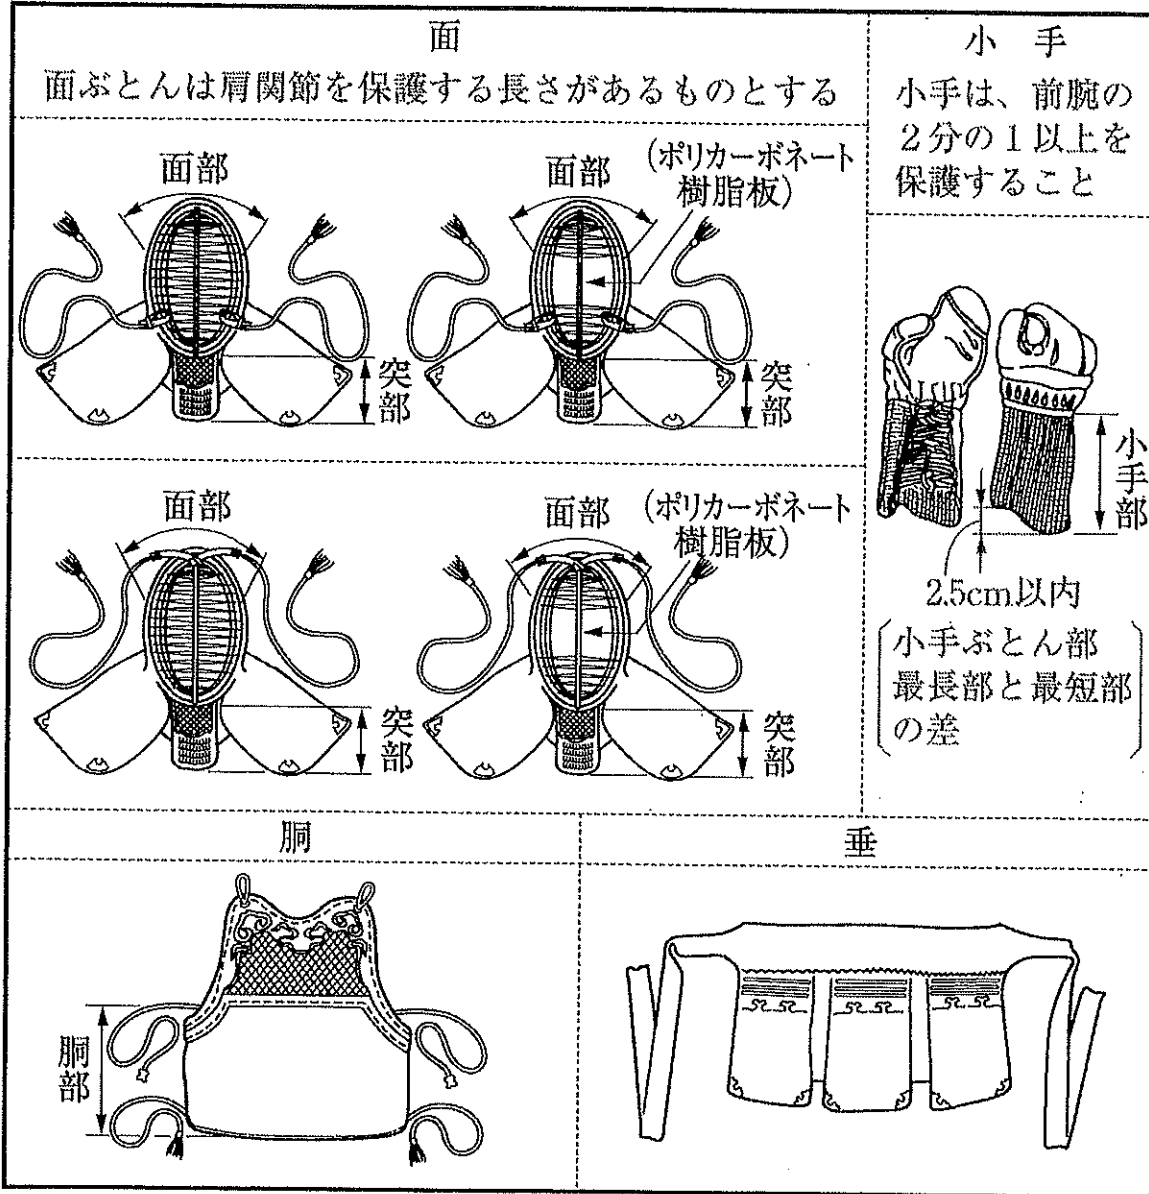 面
面ぶとんは肩関節を保護する長さがあるものとする
小 手
小手は、前腕の
2分の1以上を
保護すること
面部
突部
面部
(ポリカーボネート
樹脂板)
突部
面部
突部
面部
(ポリカーボネート
樹脂板)
突部
小手部
2.5cm以内
小手ぶとん部
最長部と最短部
の差
胴
胴部
垂